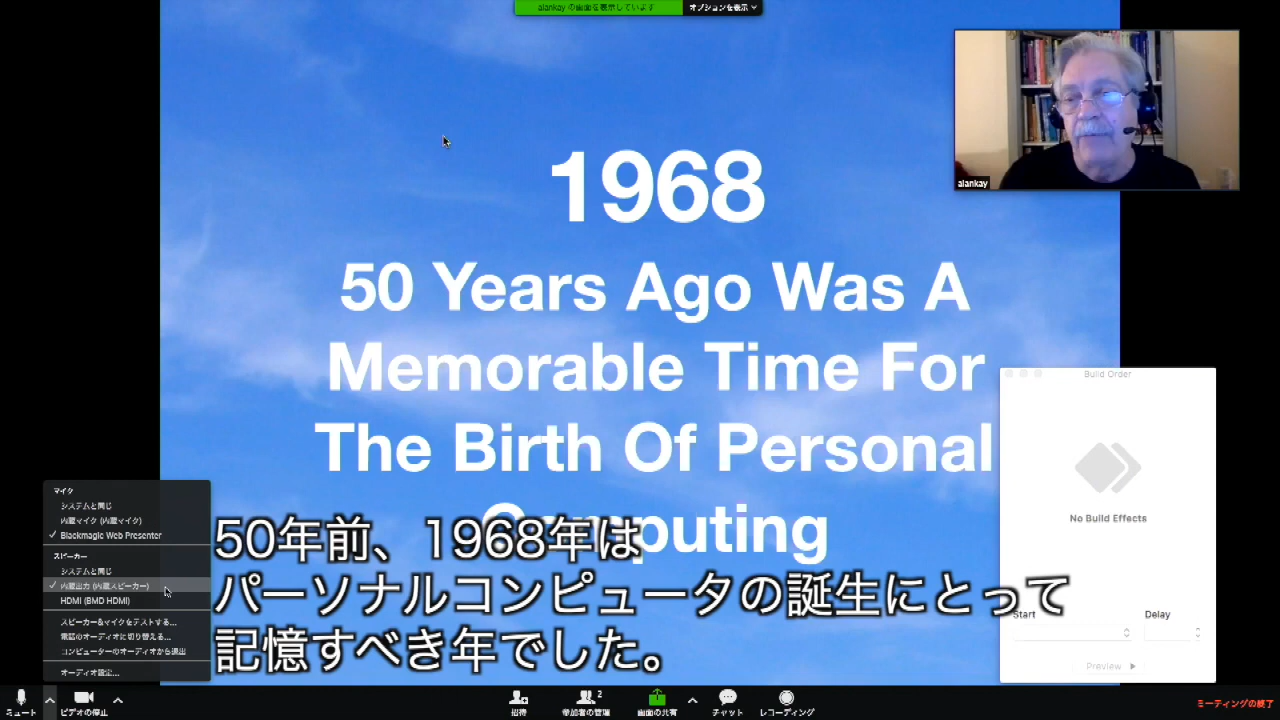 alankay の画面を表示しています
オプションを表示
alankay
1968
50 Years Ago Was A
Memorable Time For
The Birth Of Personal
Computing
Build Order
No Build Effects
Start
Delay
Preview
マイク
システムと同じ
内蔵マイク (内蔵マイク)
✓ Blackmagic Web Presenter
スピーカー
システムと同じ
✓ 内蔵出力 (内蔵スピーカー)
HDMI (BMD HDMI)
スピーカー&マイクをテストする...
電話のオーディオに切り替える...
コンピューターのオーディオから退出
オーディオ設定...
50年前、1968年は
パーソナルコンピュータの誕生にとって
記憶すべき年でした。
ミュート
ビデオの停止
招待
参加者の管理
2
画面の共有
チャット
レコーディング
ミーティングの終了